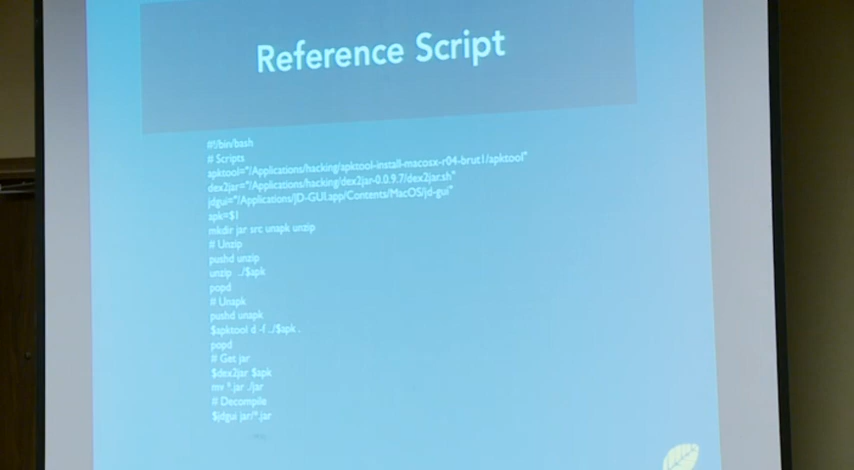 Reference Script
#!/bin/bash
# Scripts
apktool="/Applications/hacking/apktool-install-macosx-r04-brut1/apktool"
dex2jar="/Applications/hacking/dex2jar-0.0.9.7/dex2jar.sh"
jdgui="/Applications/JD-GUI.app/Contents/MacOS/jd-gui"
apk=$1
mkdir jar src unapk unzip
# Unzip
pushd unzip
unzip ../$apk
popd
# Unapk
pushd unapk
$apktool d -f ../$apk .
popd
# Get jar
$dex2jar $apk
mv *.jar ./jar
# Decompile
$jdgui jar/*.jar